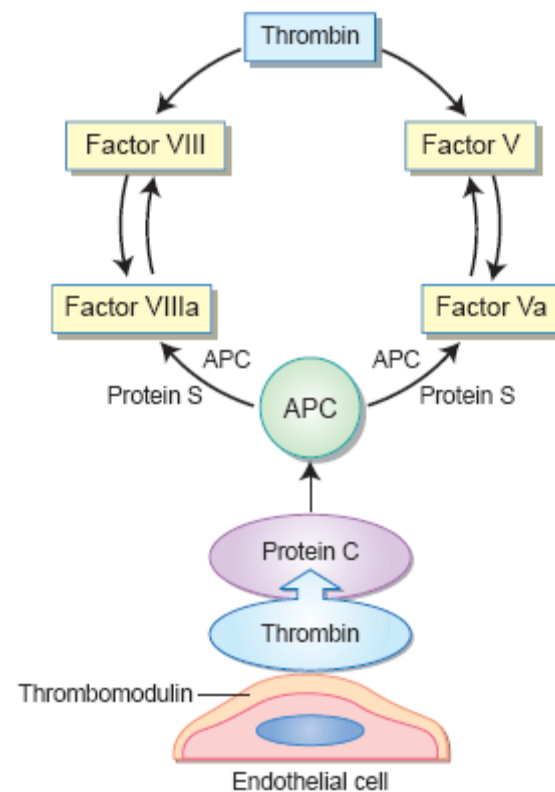 Thrombin
Factor VIII
Factor V
Factor VIIIa
Factor Va
APC
APC
Protein S
APC
Protein S
Protein C
Thrombin
Thrombomodulin
Endothelial cell